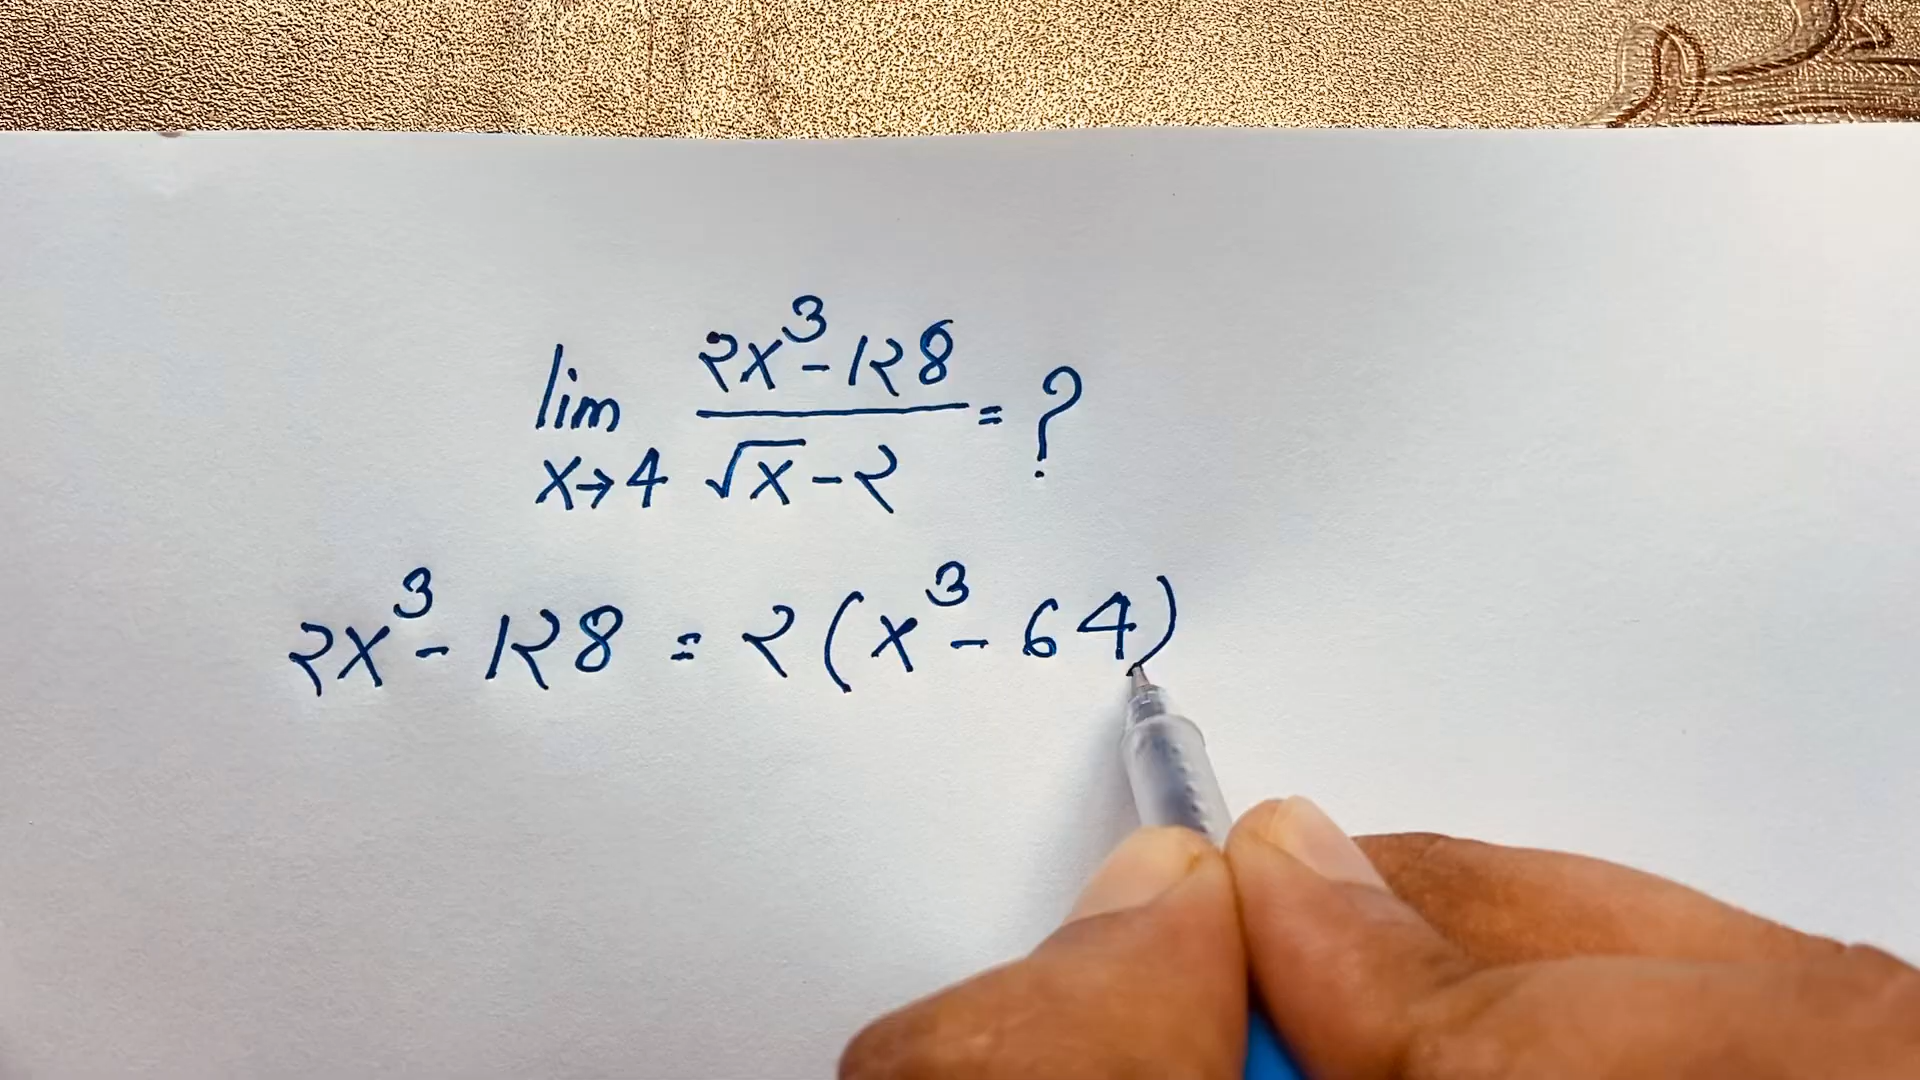 lim x→4 (2x³-128)/(√x-2) = ?
2x³-128 = 2(x³-64)